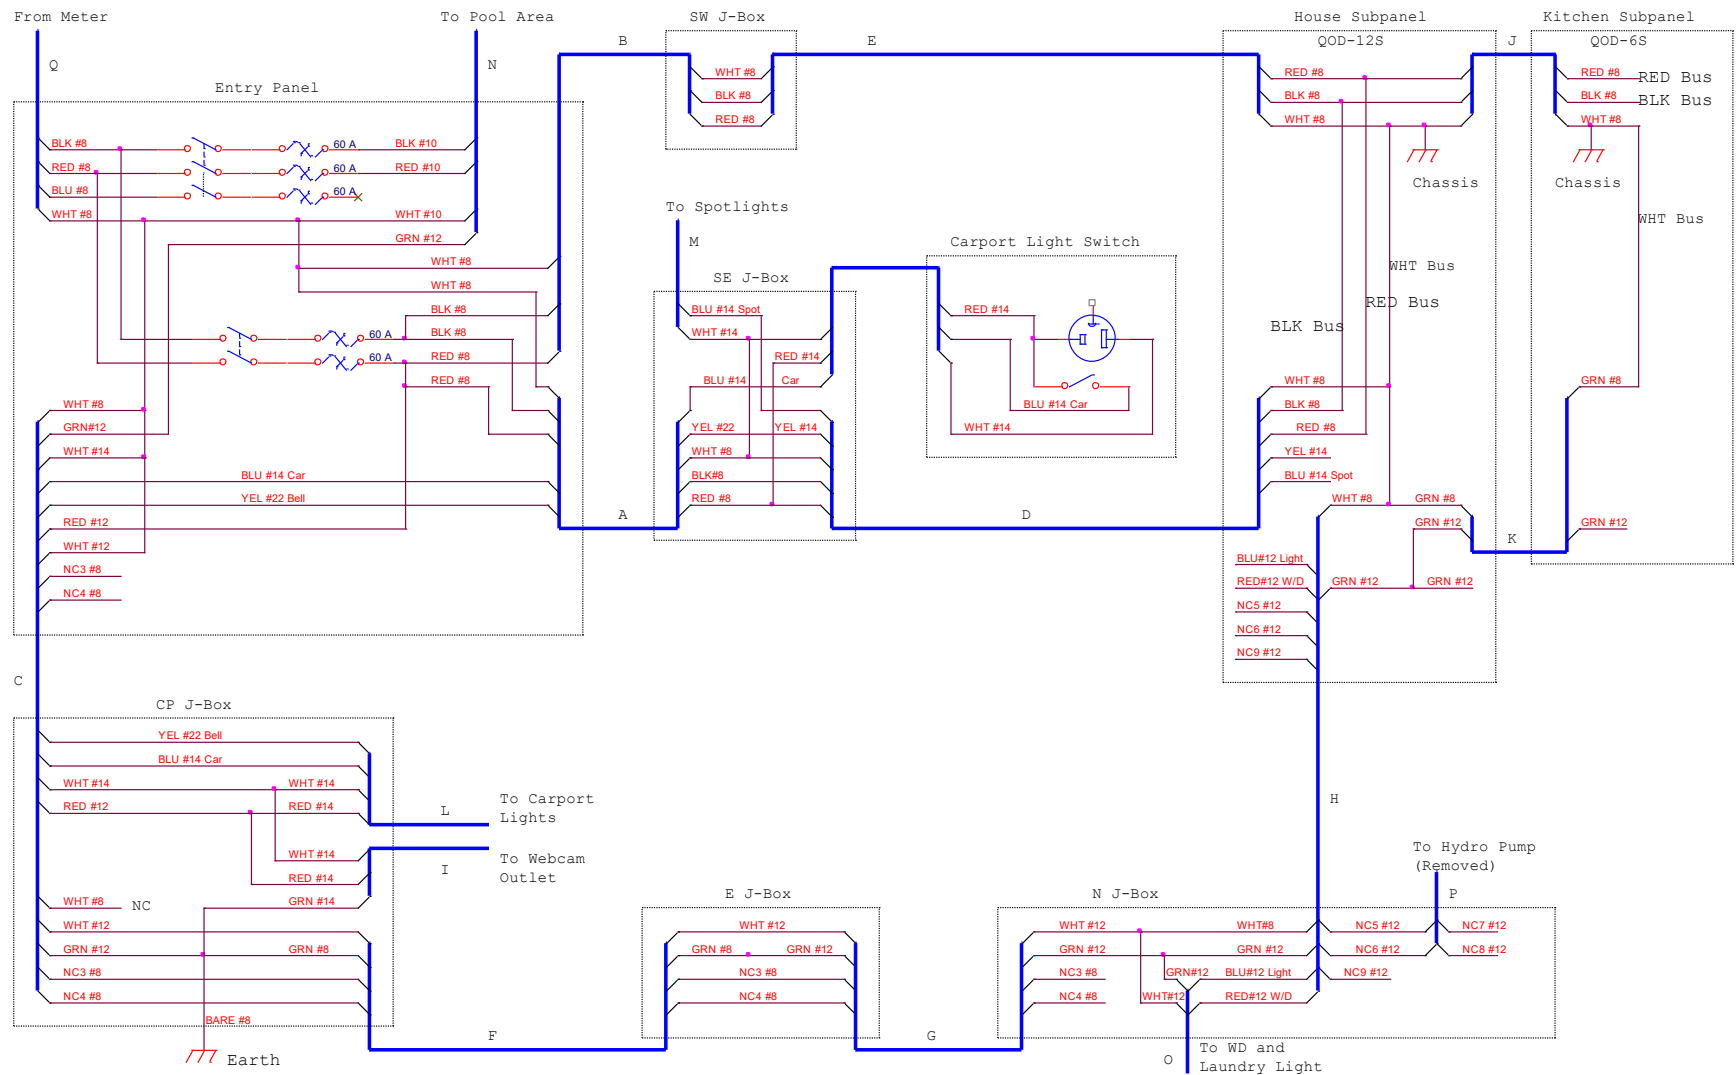 From Meter
To Pool Area
SW J-Box
House Subpanel
Kitchen Subpanel
QOD-12S
QOD-6S
Q
N
B
E
J
Entry Panel
BLK #8
60 A
BLK #10
RED #8
60 A
RED #10
BLU #8
60 A
WHT #8
WHT #10
GRN #12
WHT #8
WHT #8
BLK #8
BLK #8
60 A
RED #8
60 A
RED #8
WHT #8
GRN#12
WHT #14
BLU #14 Car
YEL #22 Bell
RED #12
WHT #12
NC3 #8
NC4 #8
WHT #8
BLK #8
RED #8
RED #8
BLK #8
WHT #8
Chassis
RED #8
RED Bus
BLK #8
BLK Bus
WHT #8
Chassis
WHT Bus
GRN #8
GRN #12
To Spotlights
M
SE J-Box
BLU #14 Spot
WHT #14
RED #14
BLU #14
Car
YEL #22
YEL #14
WHT #8
BLK#8
RED #8
A
D
Carport Light Switch
RED #14
BLU #14 Car
WHT #14
WHT Bus
RED Bus
BLK Bus
WHT #8
BLK #8
RED #8
YEL #14
BLU #14 Spot
WHT #8
GRN #8
GRN #12
K
BLU#12 Light
RED#12 W/D
GRN #12
GRN #12
NC5 #12
NC6 #12
NC9 #12
C
CP J-Box
YEL #22 Bell
BLU #14 Car
WHT #14
WHT #14
RED #12
RED #14
L
To Carport
Lights
WHT #14
I
To Webcam
Outlet
RED #14
WHT #8
NC
GRN #14
WHT #12
GRN #12
GRN #8
NC3 #8
NC4 #8
BARE #8
Earth
F
E J-Box
WHT #12
GRN #8
GRN #12
NC3 #8
NC4 #8
G
H
To Hydro Pump
(Removed)
N J-Box
P
WHT #12
WHT#8
NC5 #12
NC7 #12
GRN #12
GRN #12
NC6 #12
NC8 #12
NC3 #8
GRN#12
BLU#12 Light
NC9 #12
NC4 #8
WHT#12
RED#12 W/D
O
To WD and
Laundry Light